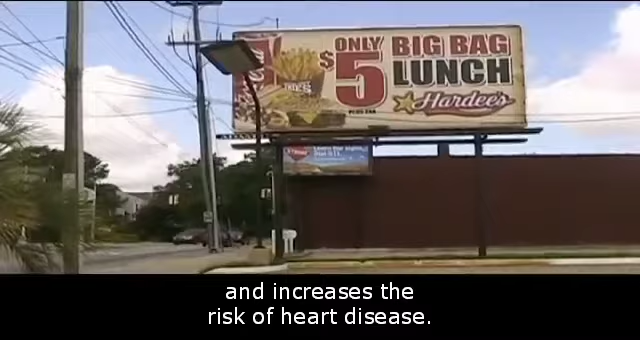 ONLY
$5
BIG BAG
LUNCH
Hardee's
and increases the
risk of heart disease.